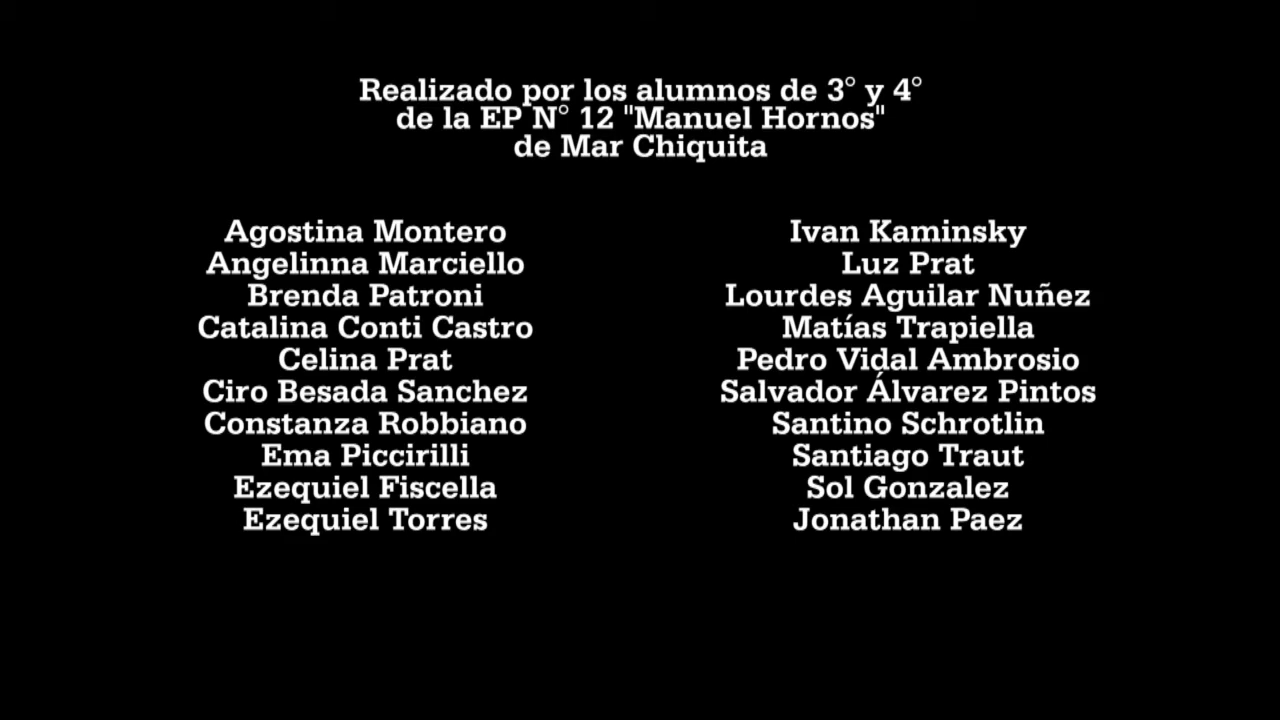 Realizado por los alumnos de 3° y 4°
de la EP N° 12 "Manuel Hornos"
de Mar Chiquita
Agostina Montero
Angelinna Marciello
Brenda Patroni
Catalina Conti Castro
Celina Prat
Ciro Besada Sanchez
Constanza Robbiano
Ema Piccirilli
Ezequiel Fiscella
Ezequiel Torres
Ivan Kaminsky
Luz Prat
Lourdes Aguilar Nuñez
Matías Trapiella
Pedro Vidal Ambrosio
Salvador Álvarez Pintos
Santino Schrotlin
Santiago Traut
Sol Gonzalez
Jonathan Paez